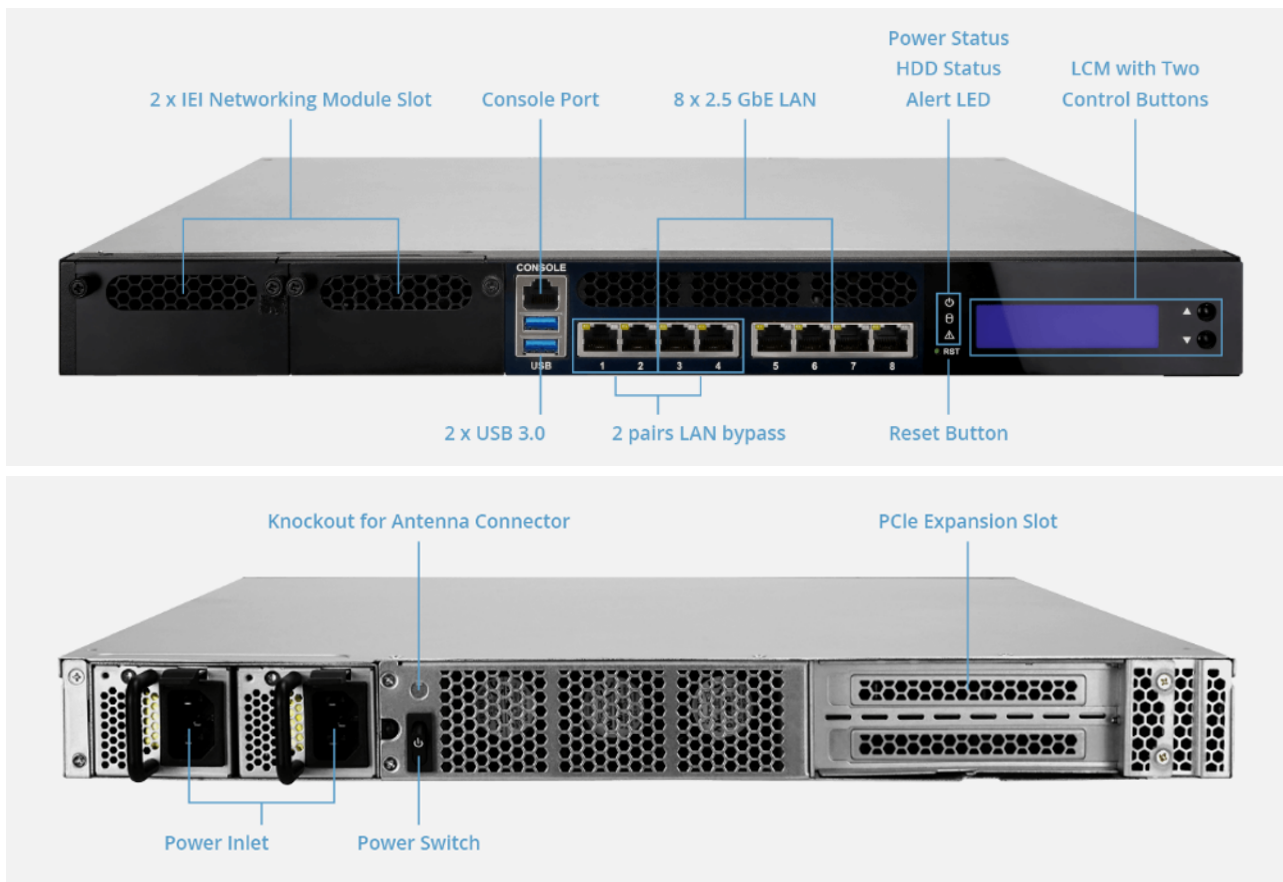 Power Status
HDD Status
Alert LED
LCM with Two
Control Buttons
2 x IEI Networking Module Slot
Console Port
8 x 2.5 GbE LAN
CONSOLE
USB
1 2 3 4 5 6 7 8
RST
2 x USB 3.0
2 pairs LAN bypass
Reset Button
Knockout for Antenna Connector
PCIe Expansion Slot
Power Inlet
Power Switch